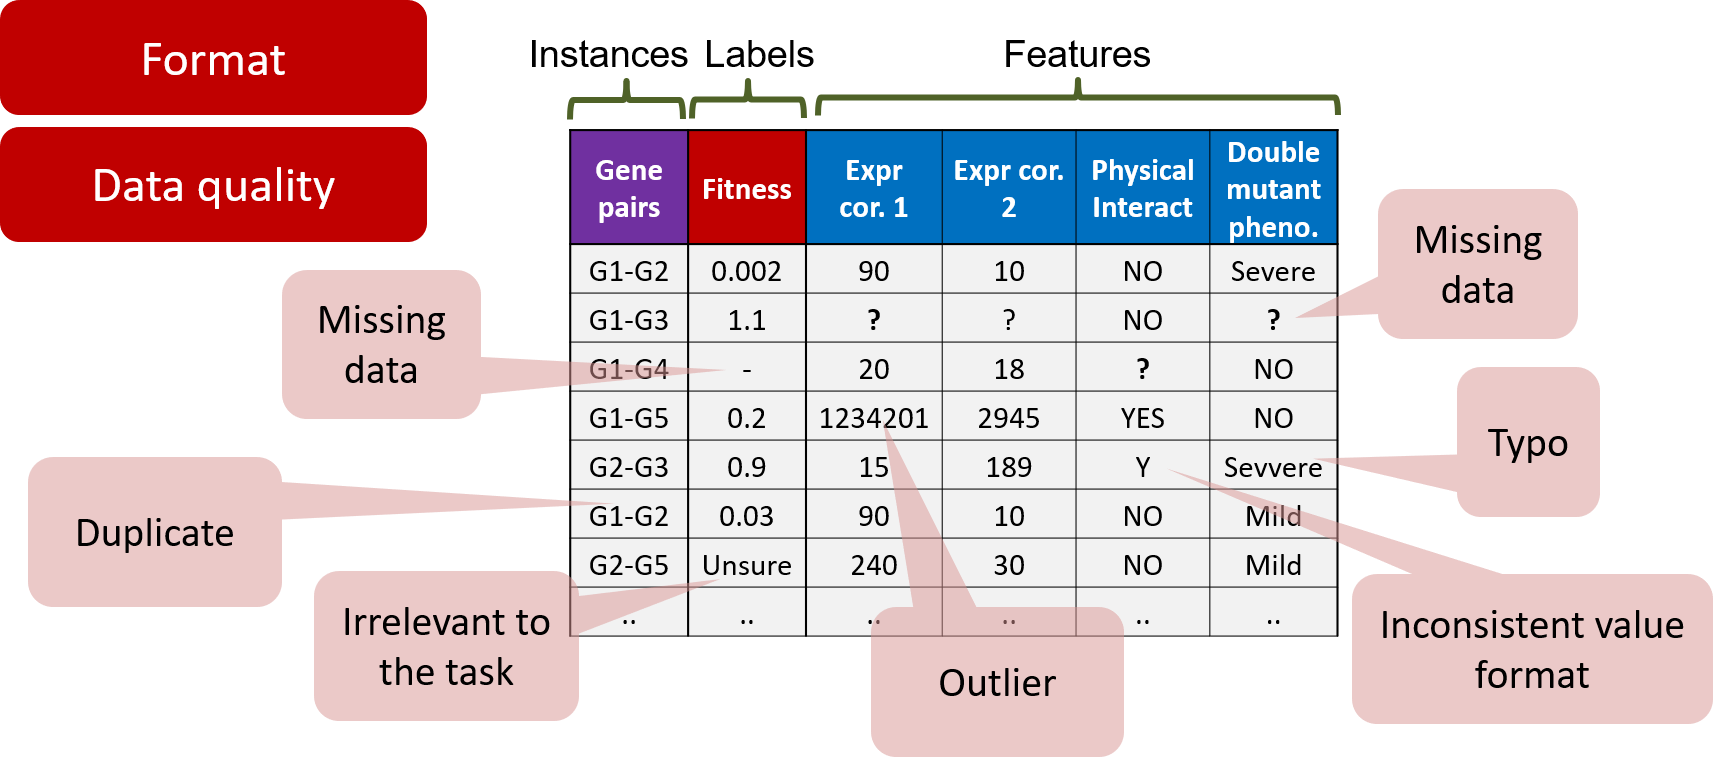 Format
Data quality
Instances Labels Features
Gene pairs Fitness Expr cor. 1 Expr cor. 2 Physical Interact Double mutant pheno.
G1-G2 0.002 90 10 NO Severe
G1-G3 1.1 ? ? NO ?
G1-G4 - 20 18 ? NO
G1-G5 0.2 1234201 2945 YES NO
G2-G3 0.9 15 189 Y Sevvere
G1-G2 0.03 90 10 NO Mild
G2-G5 Unsure 240 30 NO Mild
.. .. .. .. .. ..
Missing
data
Missing
data
Typo
Duplicate
Irrelevant to
the task
Outlier
Inconsistent value
format